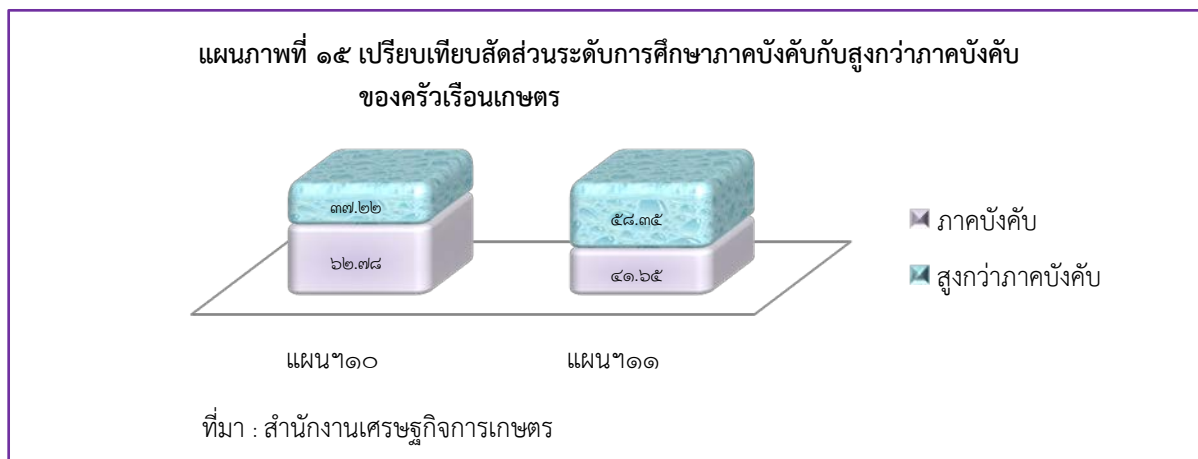 แผนภาพที่ ๑๕ เปรียบเทียบสัดส่วนระดับการศึกษาภาคบังคับกับสูงกว่าภาคบังคับ
ของครัวเรือนเกษตร
๓๗.๒๒
๖๒.๗๘
๕๘.๓๕
๔๑.๖๕
ภาคบังคับ
สูงกว่าภาคบังคับ
แผนฯ๑๐
แผนฯ๑๑
ที่มา : สำนักงานเศรษฐกิจการเกษตร